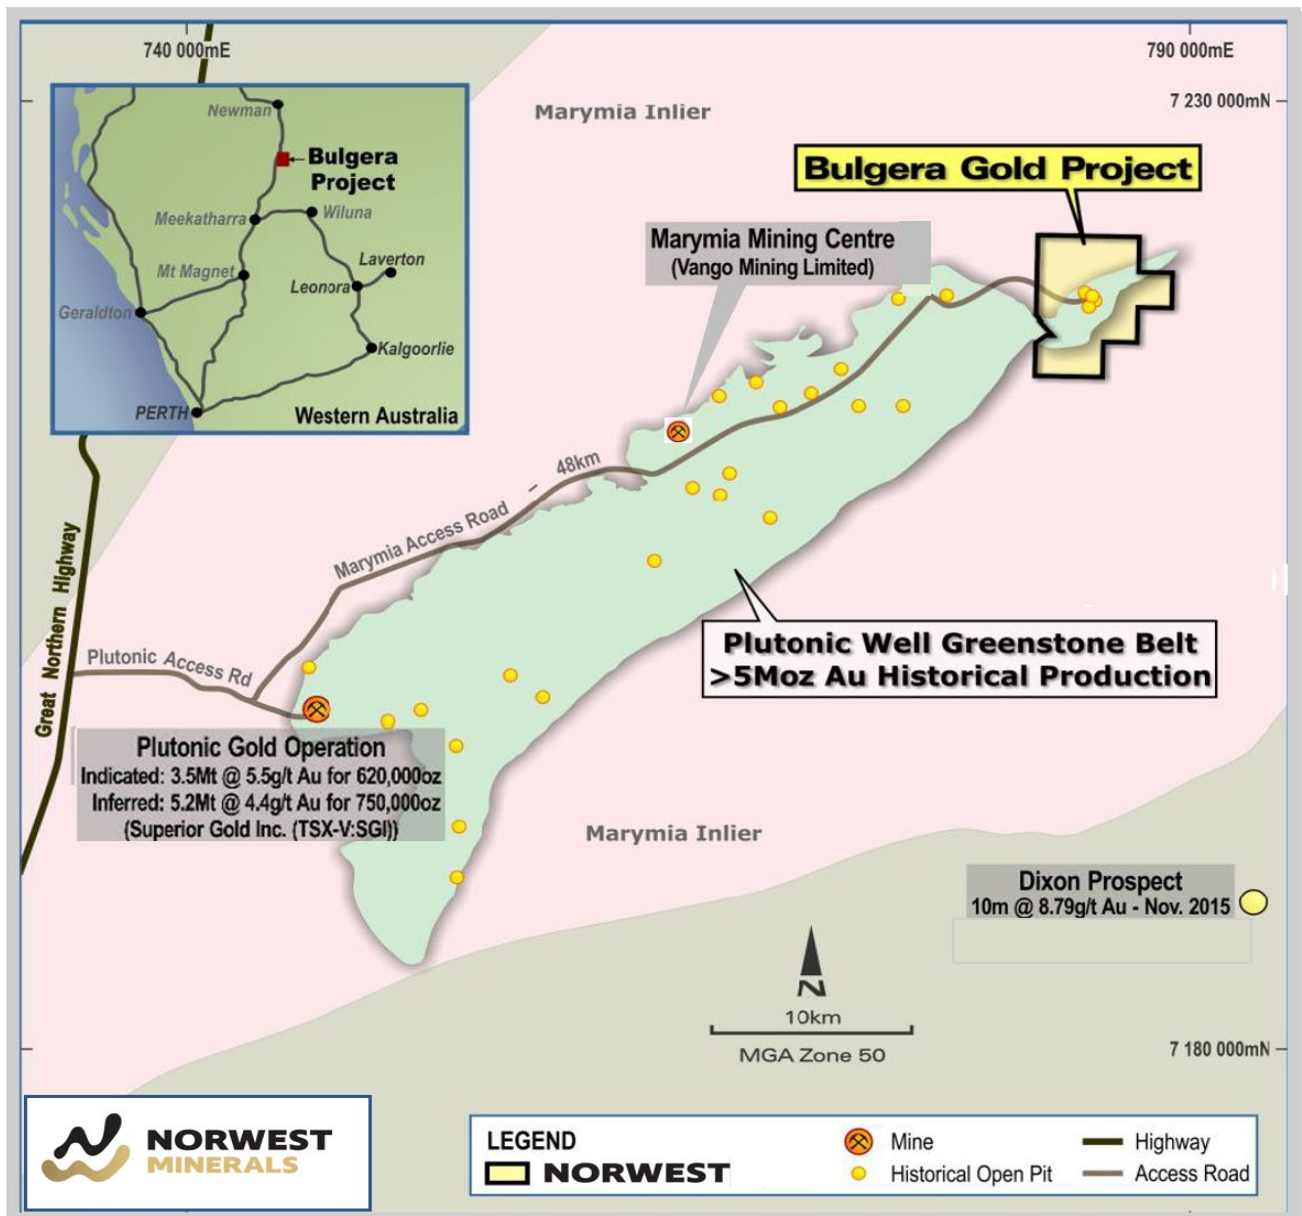 740 000mE
790 000mE
7 230 000mN
Marymia Inlier
Newman
Bulgera
Project
Meekatharra
Wiluna
Mt Magnet
Laverton
Leonora
Geraldton
Kalgoorlie
PERTH
Western Australia
Bulgera Gold Project
Marymia Mining Centre
(Vango Mining Limited)
Marymia Access Road - 48km
Great Northern Highway
Plutonic Access Rd
Plutonic Well Greenstone Belt
>5Moz Au Historical Production
Plutonic Gold Operation
Indicated: 3.5Mt @ 5.5g/t Au for 620,000oz
Inferred: 5.2Mt @ 4.4g/t Au for 750,000oz
(Superior Gold Inc. (TSX-V:SGI))
Marymia Inlier
Dixon Prospect
10m @ 8.79g/t Au - Nov. 2015
N
10km
MGA Zone 50
7 180 000mN
NORWEST
MINERALS
LEGEND
NORWEST
Mine
Historical Open Pit
Highway
Access Road